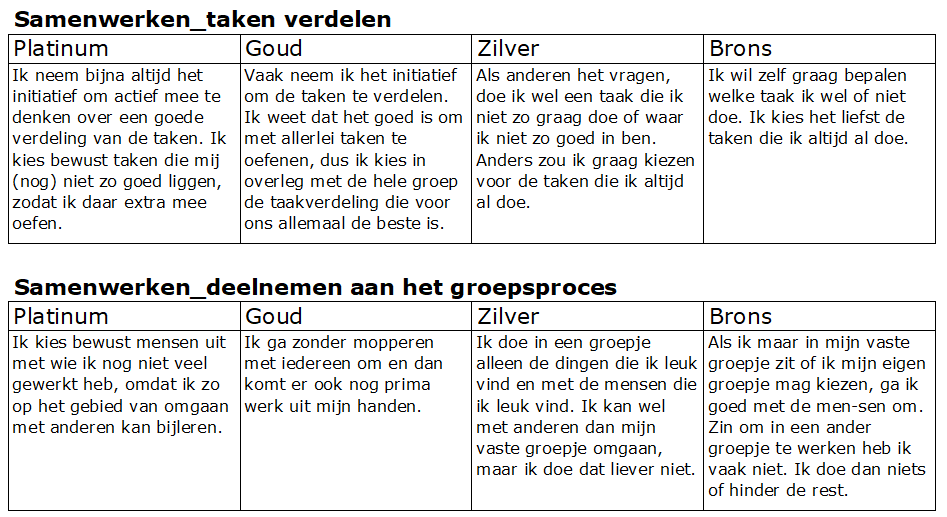 Samenwerken_taken verdelen
Platinum
Goud
Zilver
Brons
Ik neem bijna altijd het
initiatief om actief mee te
denken over een goede
verdeling van de taken. Ik
kies bewust taken die mij
(nog) niet zo goed liggen,
zodat ik daar extra mee
oefen.
Vaak neem ik het initiatief
om de taken te verdelen.
Ik weet dat het goed is om
met allerlei taken te
oefenen, dus ik kies in
overleg met de hele groep
de taakverdeling die voor
ons allemaal de beste is.
Als anderen het vragen,
doe ik wel een taak die ik
niet zo graag doe of waar
ik niet zo goed in ben.
Anders zou ik graag kiezen
voor de taken die ik altijd
al doe.
Ik wil zelf graag bepalen
welke taak ik wel of niet
doe. Ik kies het liefst de
taken die ik altijd al doe.
Samenwerken_deelnemen aan het groepsproces
Platinum
Goud
Zilver
Brons
Ik kies bewust mensen uit
met wie ik nog niet veel
gewerkt heb, omdat ik zo
op het gebied van omgaan
met anderen kan bijleren.
Ik ga zonder mopperen
met iedereen om en dan
komt er ook nog prima
werk uit mijn handen.
Ik doe in een groepje
alleen de dingen die ik leuk
vind en met de mensen die
ik leuk vind. Ik kan wel
met anderen dan mijn
vaste groepje omgaan,
maar ik doe dat liever niet.
Als ik maar in mijn vaste
groepje zit of ik mijn eigen
groepje mag kiezen, ga ik
goed met de men-sen om.
Zin om in een ander
groepje te werken heb ik
vaak niet. Ik doe dan niets
of hinder de rest.